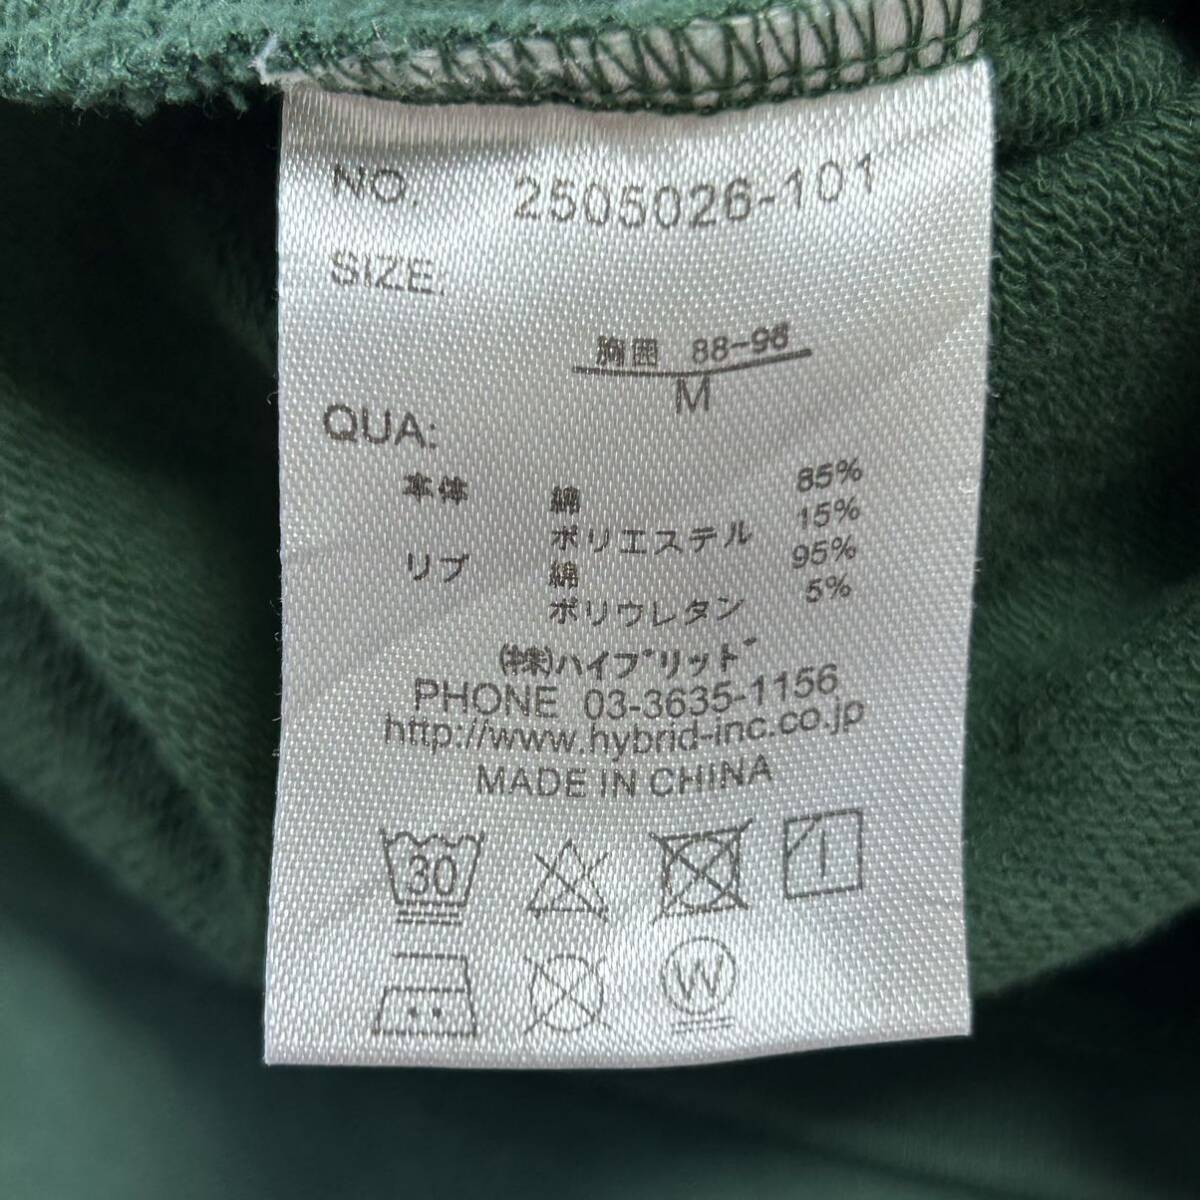 NO. 2505026-101
SIZE:
胸囲 88-96
M
QUA:
本体 綿 85%
ポリエステル 15%
リブ 綿 95%
ポリウレタン 5%
(株)ハイブリット゛
PHONE 03-3635-1156
http://www.hybrid-inc.co.jp
MADE IN CHINA
30
W